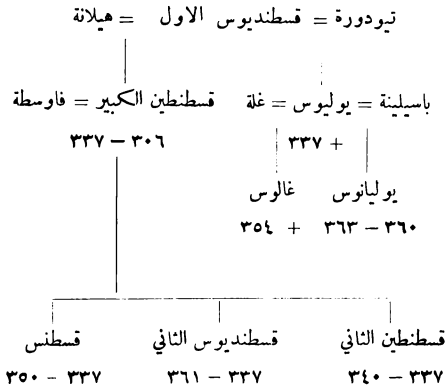 تيودورة = قسطنديوس الاول = هيلانة
باسيلينة = يوليوس = غلة قسطنطين الكبير = فاوسطة
+ ٣٣٧ ٣٠٦ – ٣٣٧
يوليانوس غالوس
٣٦٠ – ٣٦٣ + ٣٥٤
قسطنطين الثاني قسطنديوس الثاني قسطنس
٣٣٧ – ٣٤٠ ٣٣٧ – ٣٦١ ٣٣٧ – ٣٥٠